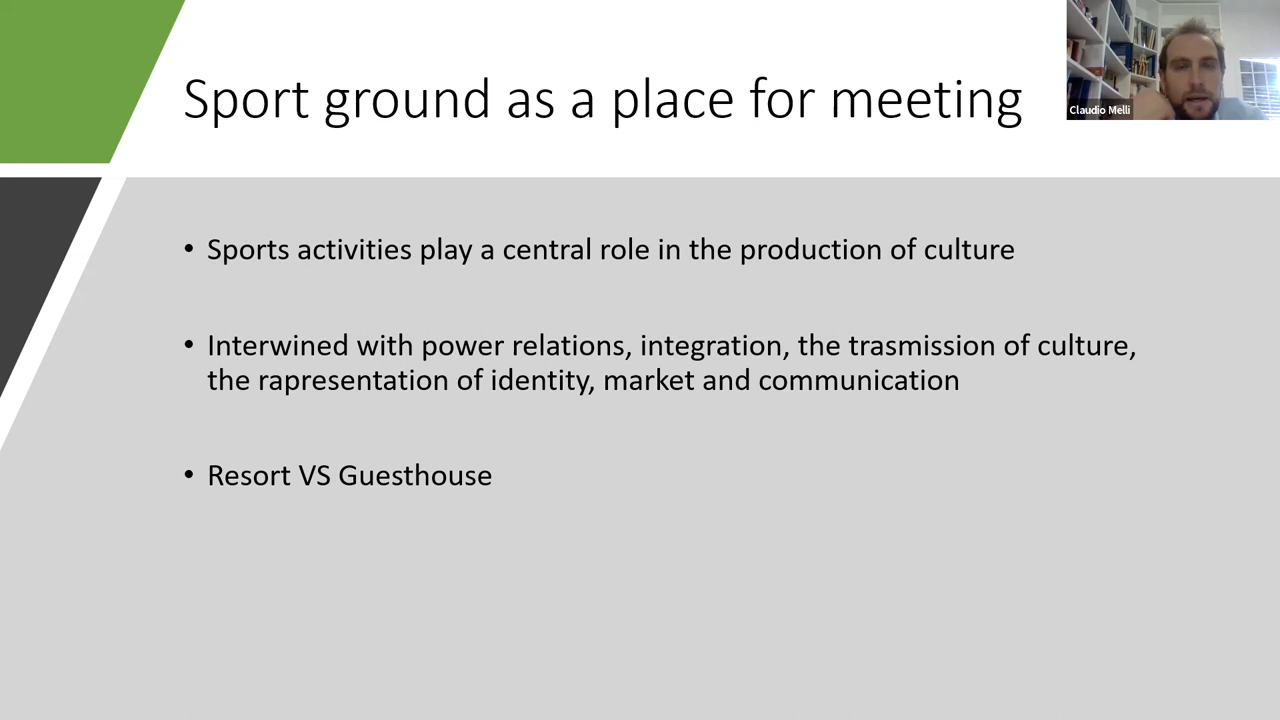 Sport ground as a place for meeting
Claudio Melli
• Sports activities play a central role in the production of culture
• Interwined with power relations, integration, the trasmission of culture,
the rapresentation of identity, market and communication
• Resort VS Guesthouse